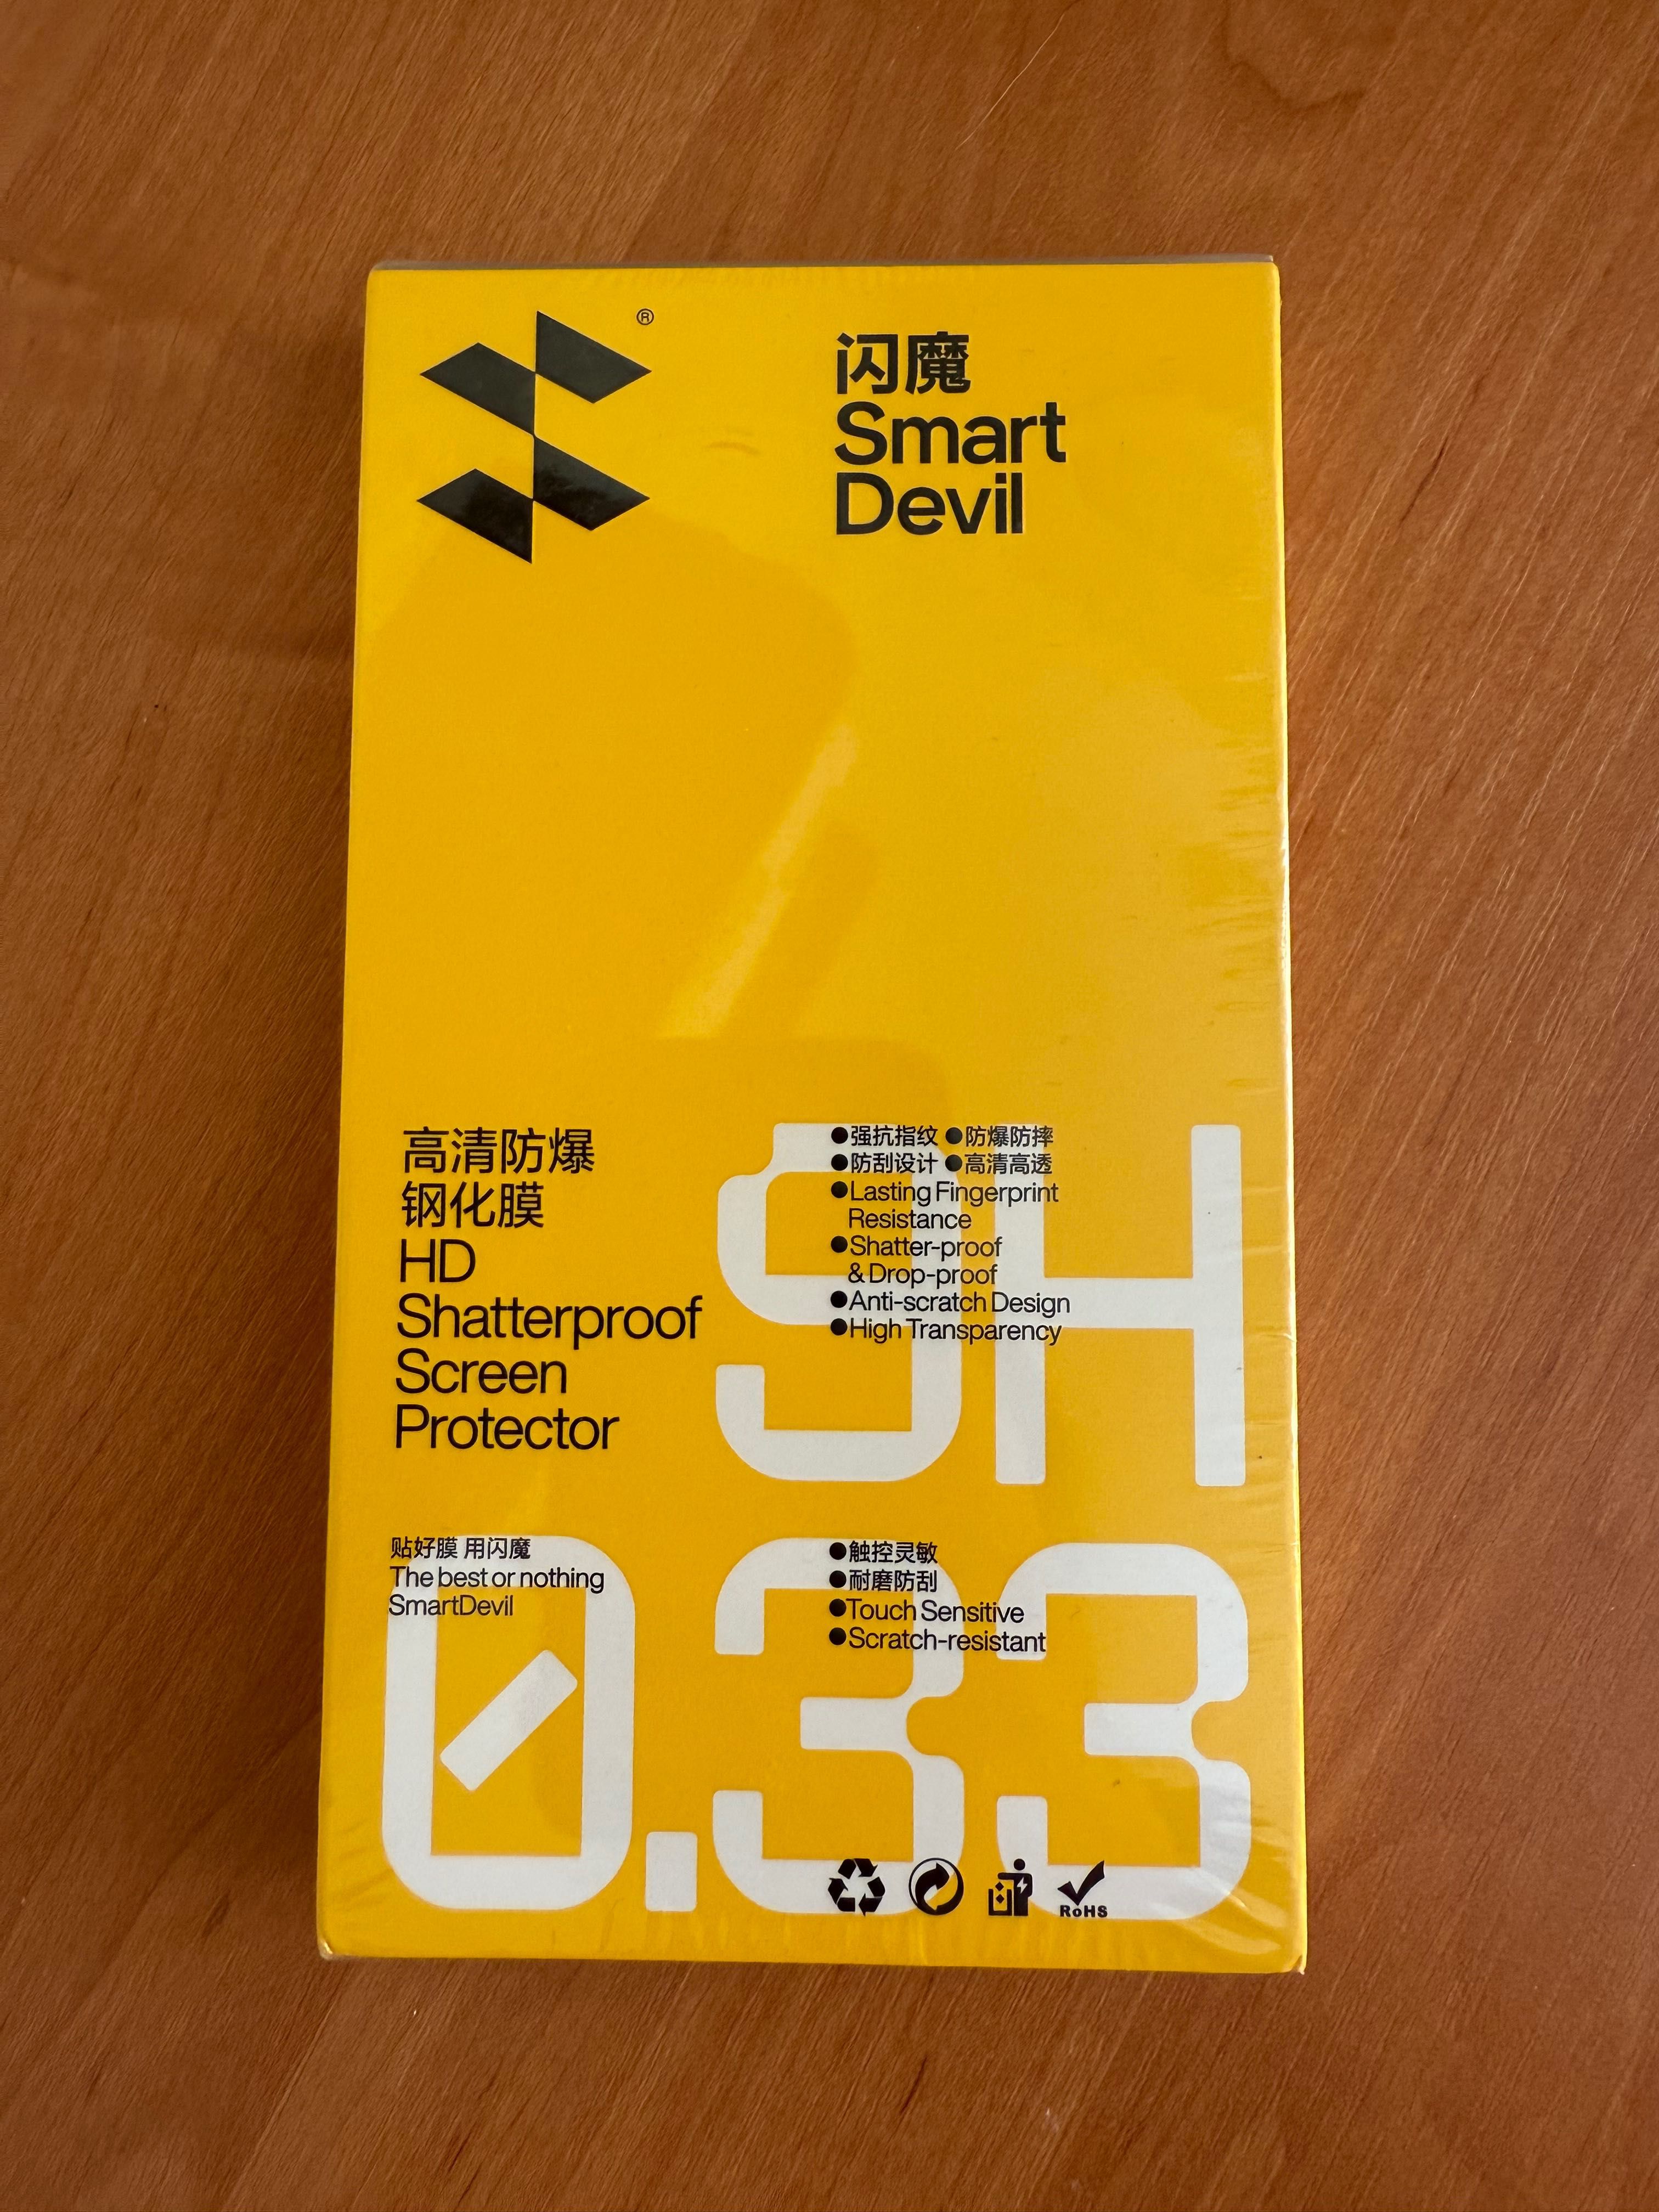 ®
闪魔
Smart
Devil
高清防爆
钢化膜
HD
Shatterproof
Screen
Protector
9H
●强抗指纹 ●防爆防摔
●防刮设计 ●高清高透
●Lasting Fingerprint
Resistance
●Shatter-proof
& Drop-proof
●Anti-scratch Design
●High Transparency
贴好膜 用闪魔
The best or nothing
SmartDevil
0.33
●触控灵敏
●耐磨防刮
●Touch Sensitive
●Scratch-resistant
RoHS